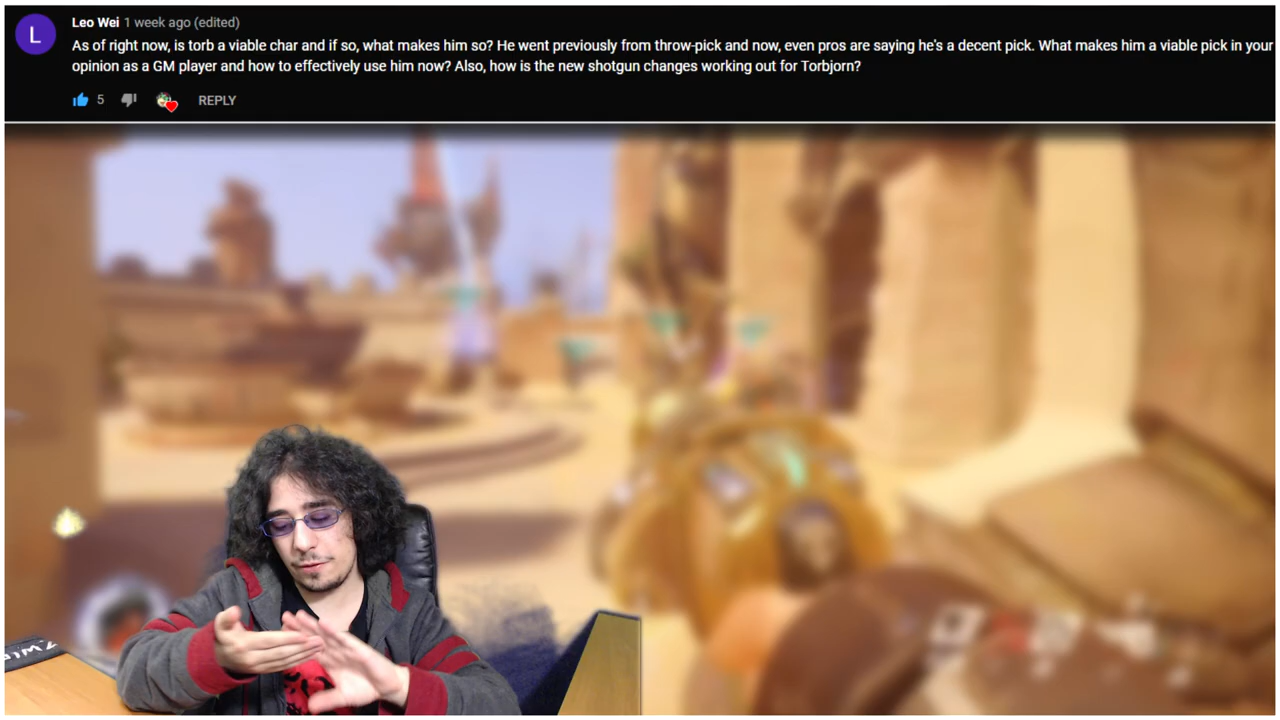 L
Leo Wei 1 week ago (edited)
As of right now, is torb a viable char and if so, what makes him so? He went previously from throw-pick and now, even pros are saying he's a decent pick. What makes him a viable pick in your
opinion as a GM player and how to effectively use him now? Also, how is the new shotgun changes working out for Torbjorn?
5 REPLY